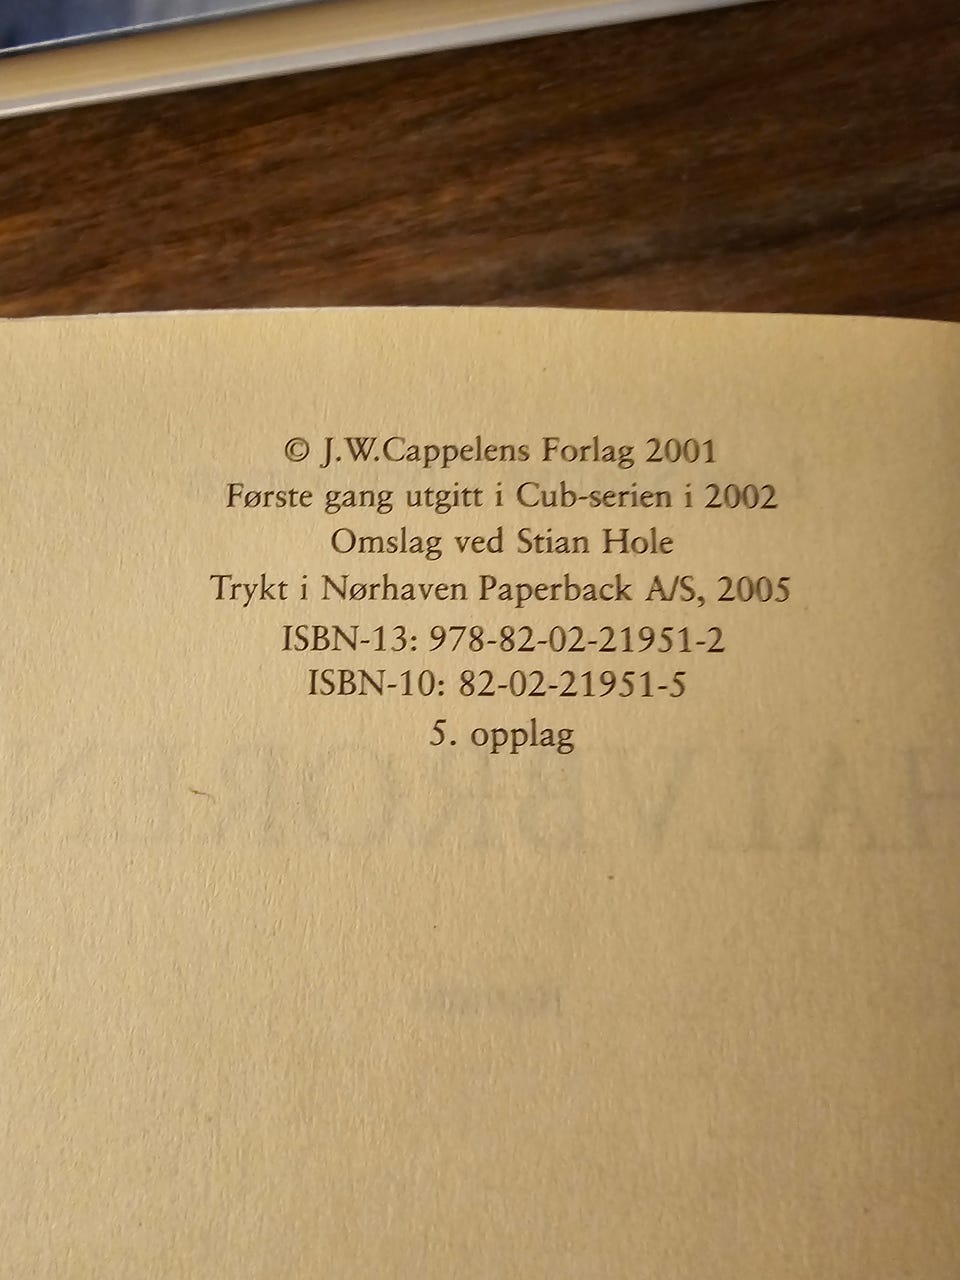 © J.W.Cappelens Forlag 2001
Første gang utgitt i Cub-serien i 2002
Omslag ved Stian Hole
Trykt i Nørhaven Paperback A/S, 2005
ISBN-13: 978-82-02-21951-2
ISBN-10: 82-02-21951-5
5. opplag